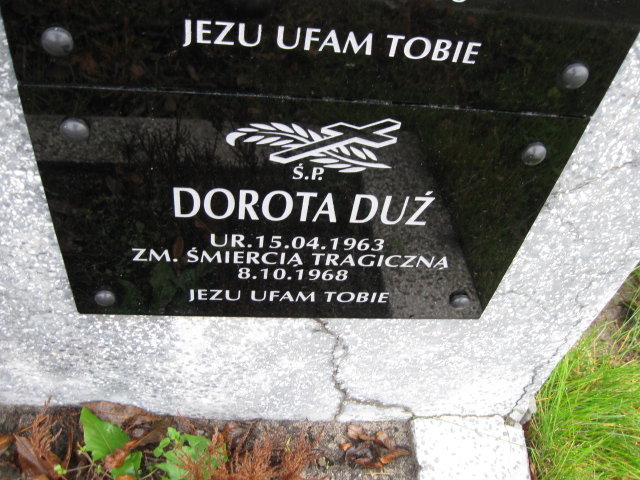 JEZU UFAM TOBIE
Ś.P.
DOROTA DUŹ
UR.15.04.1963
ZM. ŚMIERCIĄ TRAGICZNĄ
8.10.1968
JEZU UFAM TOBIE